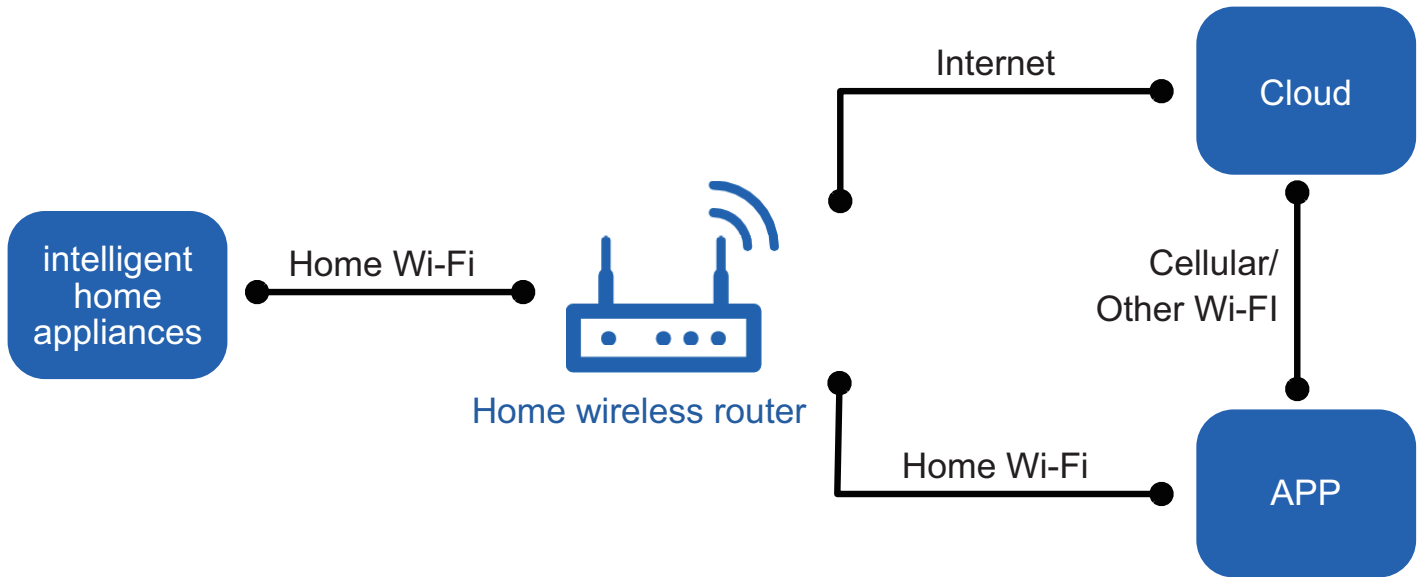 Internet
Cloud
intelligent
home
appliances
Home Wi-Fi
Cellular/
Other Wi-FI
Home wireless router
Home Wi-Fi
APP